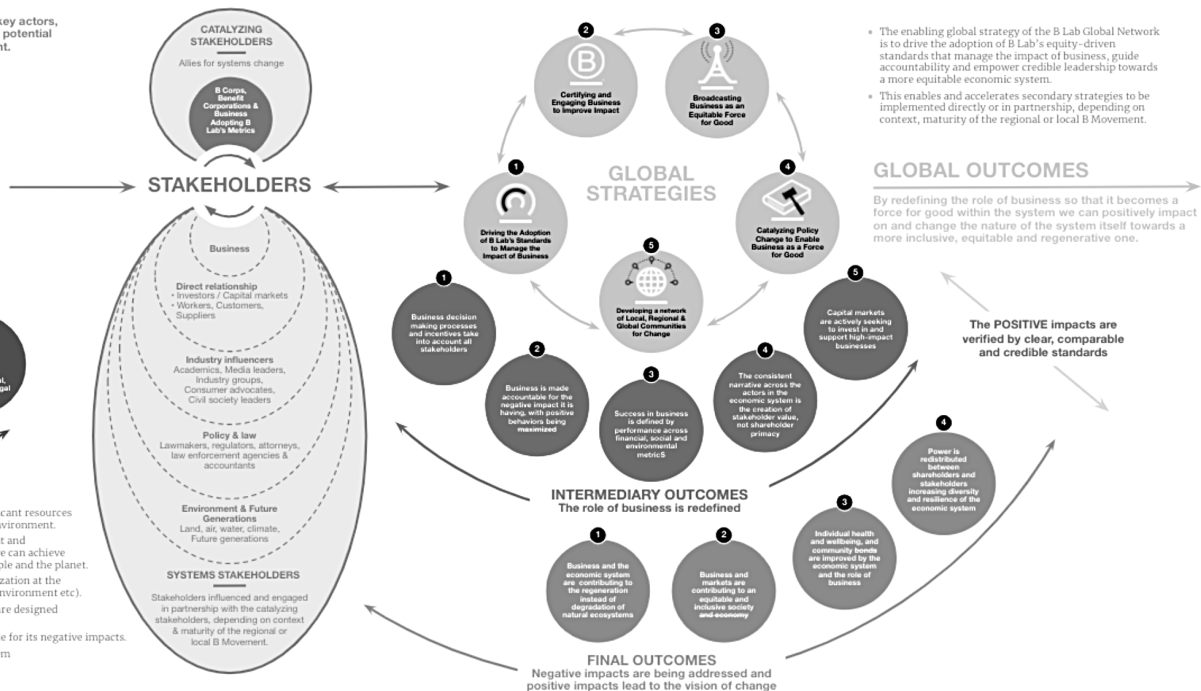 key actors,
potential
nt.
CATALYZING
STAKEHOLDERS
Allies for systems change
B Corps,
Benefit
Corporations &
Business
Adopting B
Lab's Metrics
STAKEHOLDERS
Business
Direct relationship
• Investors / Capital markets
• Workers, Customers,
Suppliers
Industry influencers
Academics, Media leaders,
Industry groups,
Consumer advocates,
Civil society leaders
Policy & law
Lawmakers, regulators, attorneys,
law enforcement agencies &
accountants
Environment & Future
Generations
Land, air, water, climate,
Future generations
SYSTEMS STAKEHOLDERS
Stakeholders influenced and engaged
in partnership with the catalyzing
stakeholders, depending on context
& maturity of the regional or
local B Movement.
al,
gal
cant resources
nvironment.
t and
e can achieve
ple and the planet.
ization at the
nvironment etc).
are designed
e for its negative impacts.
m
GLOBAL
STRATEGIES
1
Driving the Adoption
of B Lab's Standards
to Manage the
Impact of Business
2
B
Certifying and
Engaging Business
to Improve Impact
3
Broadcasting
Business as an
Equitable Force
for Good
4
Catalyzing Policy
Change to Enable
Business as a Force
for Good
5
Developing a network
of Local, Regional &
Global Communities
for Change
1
Business decision
making processes
and incentives take
into account all
stakeholders
2
Business is made
accountable for the
negative impact it is
having, with positive
behaviors being
maximized
3
Success in business
is defined by
performance across
financial, social and
environmental
metricS
4
The consistent
narrative across the
actors in the
economic system is
the creation of
stakeholder value,
not shareholder
primacy
5
Capital markets
are actively seeking
to invest in and
support high-impact
businesses
INTERMEDIARY OUTCOMES
The role of business is redefined
1
Business and the
economic system
are contributing to
the regeneration
instead of
degradation of
natural ecosystems
2
Business and
markets are
contributing to an
equitable and
inclusive society
and economy
3
Individual health
and wellbeing, and
community bonds
are improved by the
economic system
and the role of
business
4
Power is
redistributed
between
shareholders and
stakeholders
increasing diversity
and resilience of the
economic system
FINAL OUTCOMES
Negative impacts are being addressed and
positive impacts lead to the vision of change
• The enabling global strategy of the B Lab Global Network
is to drive the adoption of B Lab's equity-driven
standards that manage the impact of business, guide
accountability and empower credible leadership towards
a more equitable economic system.
• This enables and accelerates secondary strategies to be
implemented directly or in partnership, depending on
context, maturity of the regional or local B Movement.
GLOBAL OUTCOMES
By redefining the role of business so that it becomes a
force for good within the system we can positively impact
on and change the nature of the system itself towards a
more inclusive, equitable and regenerative one.
The POSITIVE impacts are
verified by clear, comparable
and credible standards